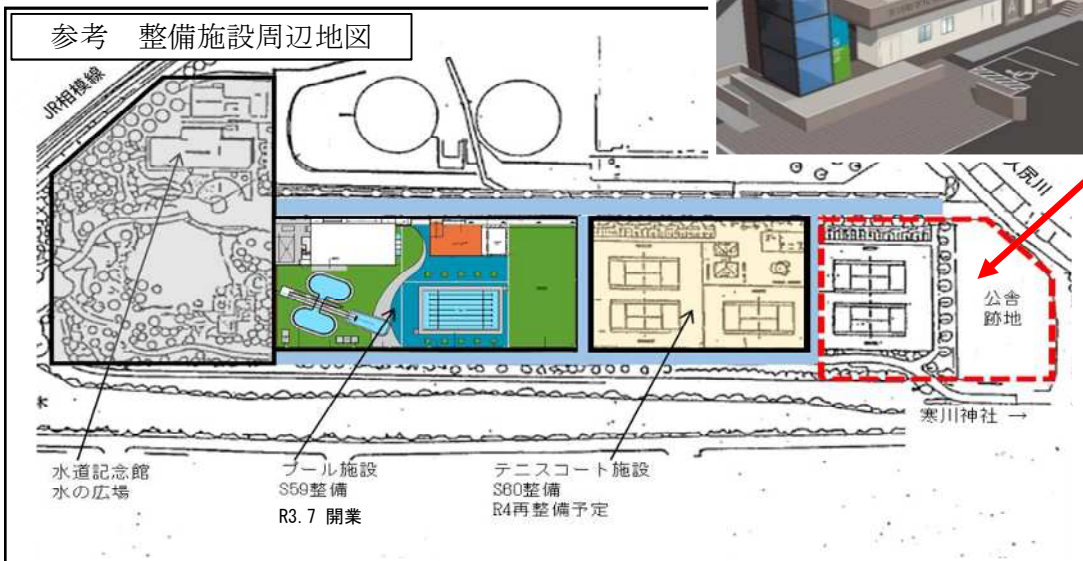 参考　整備施設周辺地図
JR相模線
久尻川
公舎
跡地
寒川神社 →
水道記念館
水の広場
プール施設
S59整備
R3.7 開業
テニスコート施設
S60整備
R4再整備予定